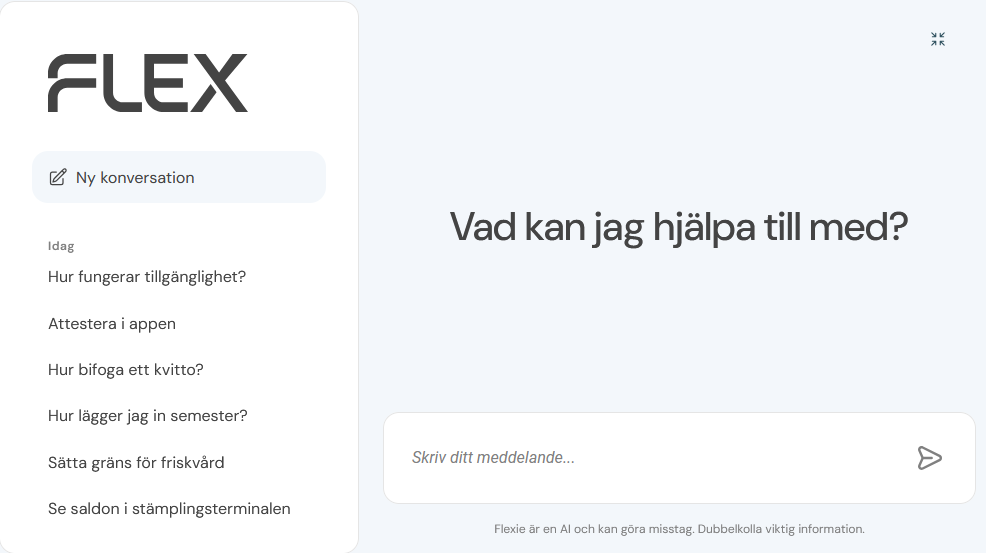 FLEX
Ny konversation
Idag
Hur fungerar tillgänglighet?
Attestera i appen
Hur bifoga ett kvitto?
Hur lägger jag in semester?
Sätta gräns för friskvård
Se saldon i stämplingsterminalen
Vad kan jag hjälpa till med?
Skriv ditt meddelande...
Flexie är en AI och kan göra misstag. Dubbelkolla viktig information.